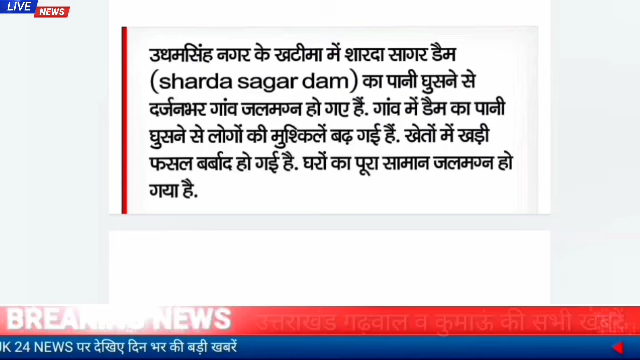 LIVE
NEWS
उधमसिंह नगर के खटीमा में शारदा सागर डैम
(sharda sagar dam) का पानी घुसने से
दर्जनभर गांव जलमग्न हो गए हैं. गांव में डैम का पानी
घुसने से लोगों की मुश्किलें बढ़ गई हैं. खेतों में खड़ी
फसल बर्बाद हो गई है. घरों का पूरा सामान जलमग्न हो
गया है.
BREAKING NEWS
उत्तराखंड गढ़वाल व कुमाऊं की सभी खबरें
UK 24 NEWS पर देखिए दिन भर की बड़ी खबरें